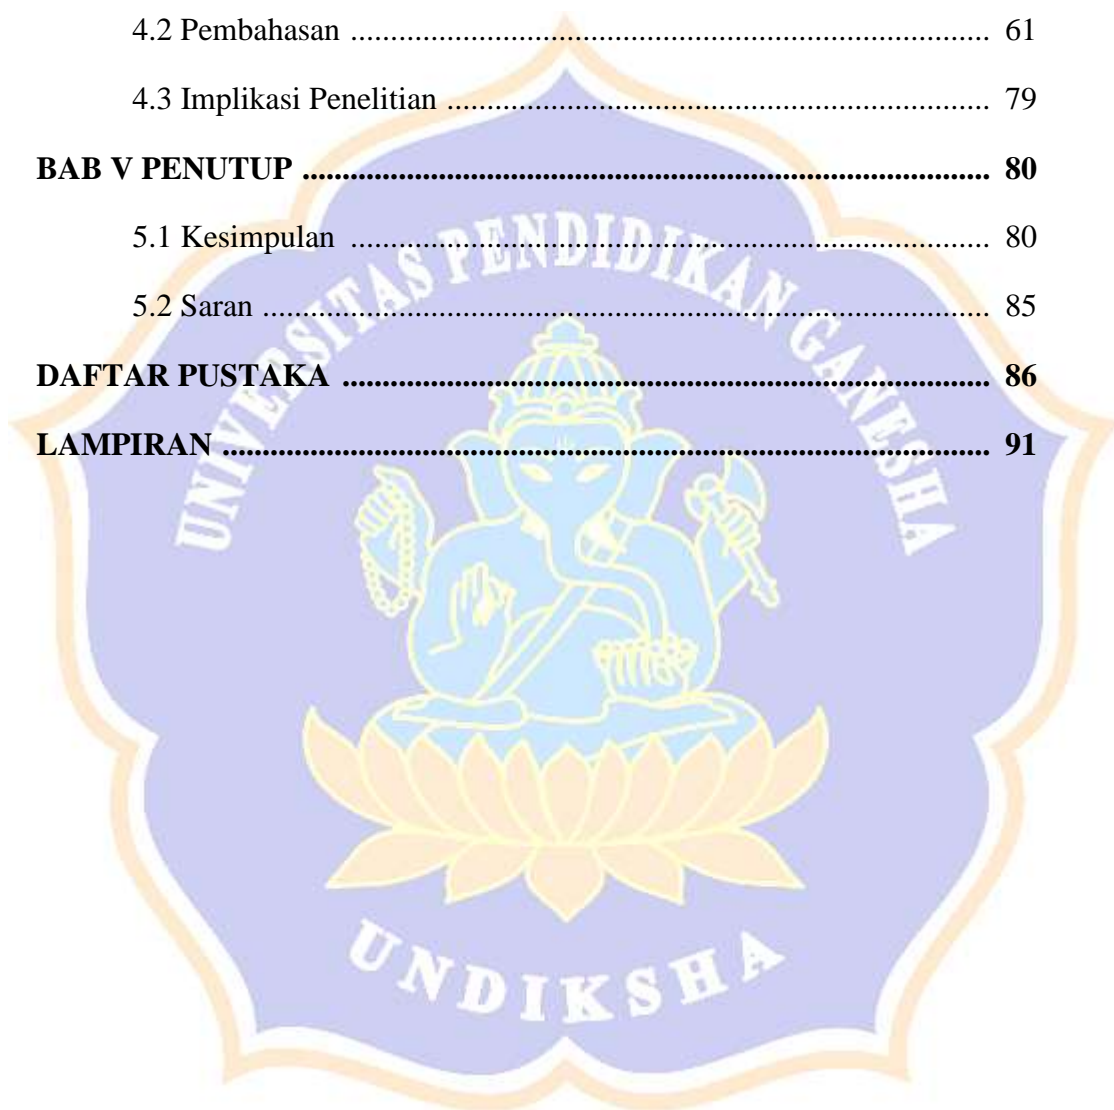 4.2 Pembahasan ................................................................................ 61
4.3 Implikasi Penelitian .................................................................... 79
BAB V PENUTUP ...................................................................................... 80
5.1 Kesimpulan ................................................................................ 80
5.2 Saran ........................................................................................... 85
DAFTAR PUSTAKA ................................................................................. 86
LAMPIRAN ................................................................................................ 91
UNIVERSITAS PENDIDIKAN GANESHA
UNDIKSHA